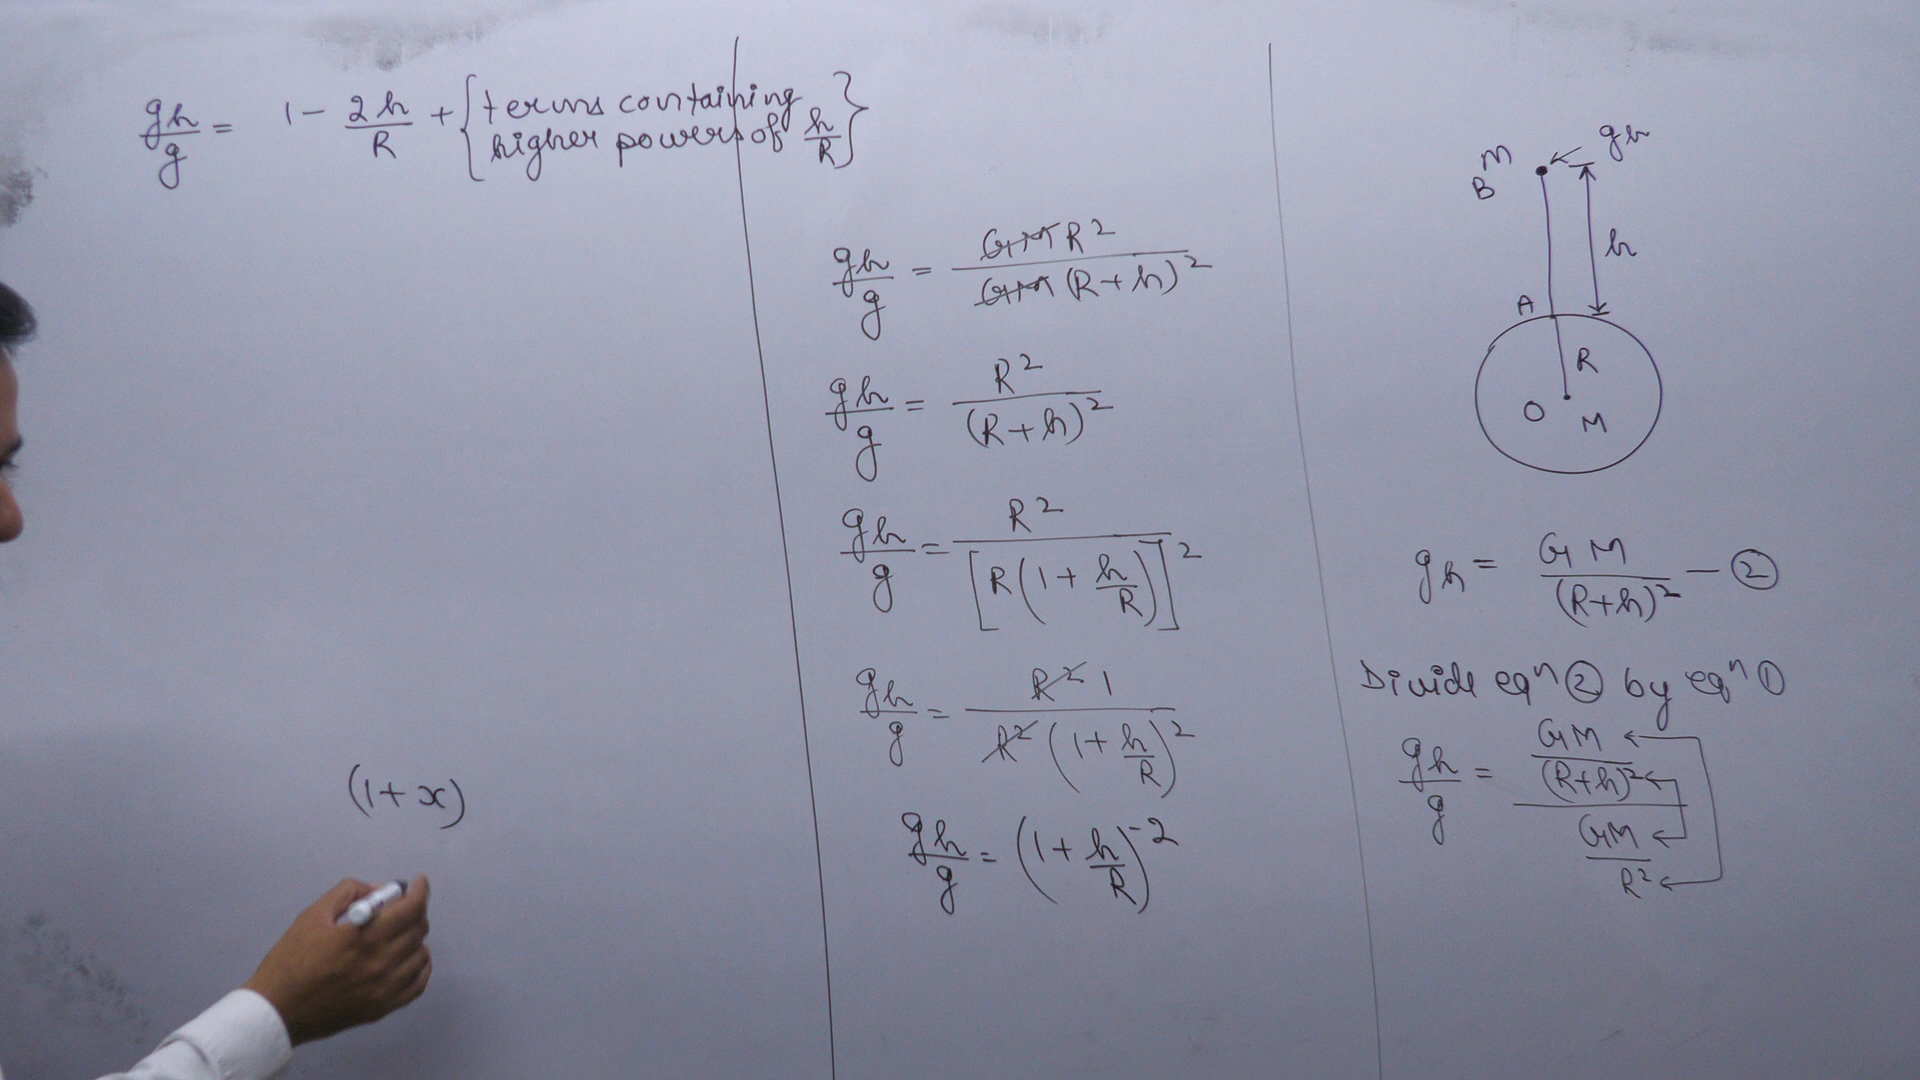 gh/g = 1 - 2h/R + {terms containing higher powers of h/R}
(1+x)
gh/g = GMR²/GM(R+h)²
gh/g = R²/(R+h)²
gh/g = R²/[R(1+h/R)]²
gh/g = R² 1/R²(1+h/R)²
gh/g = (1+h/R)⁻²
M
B
gh
h
A
R
O
M
gh = GM/(R+h)² - ②
Divide eqⁿ ② by eqⁿ ①
gh/g = GM/(R+h)² / GM/R²